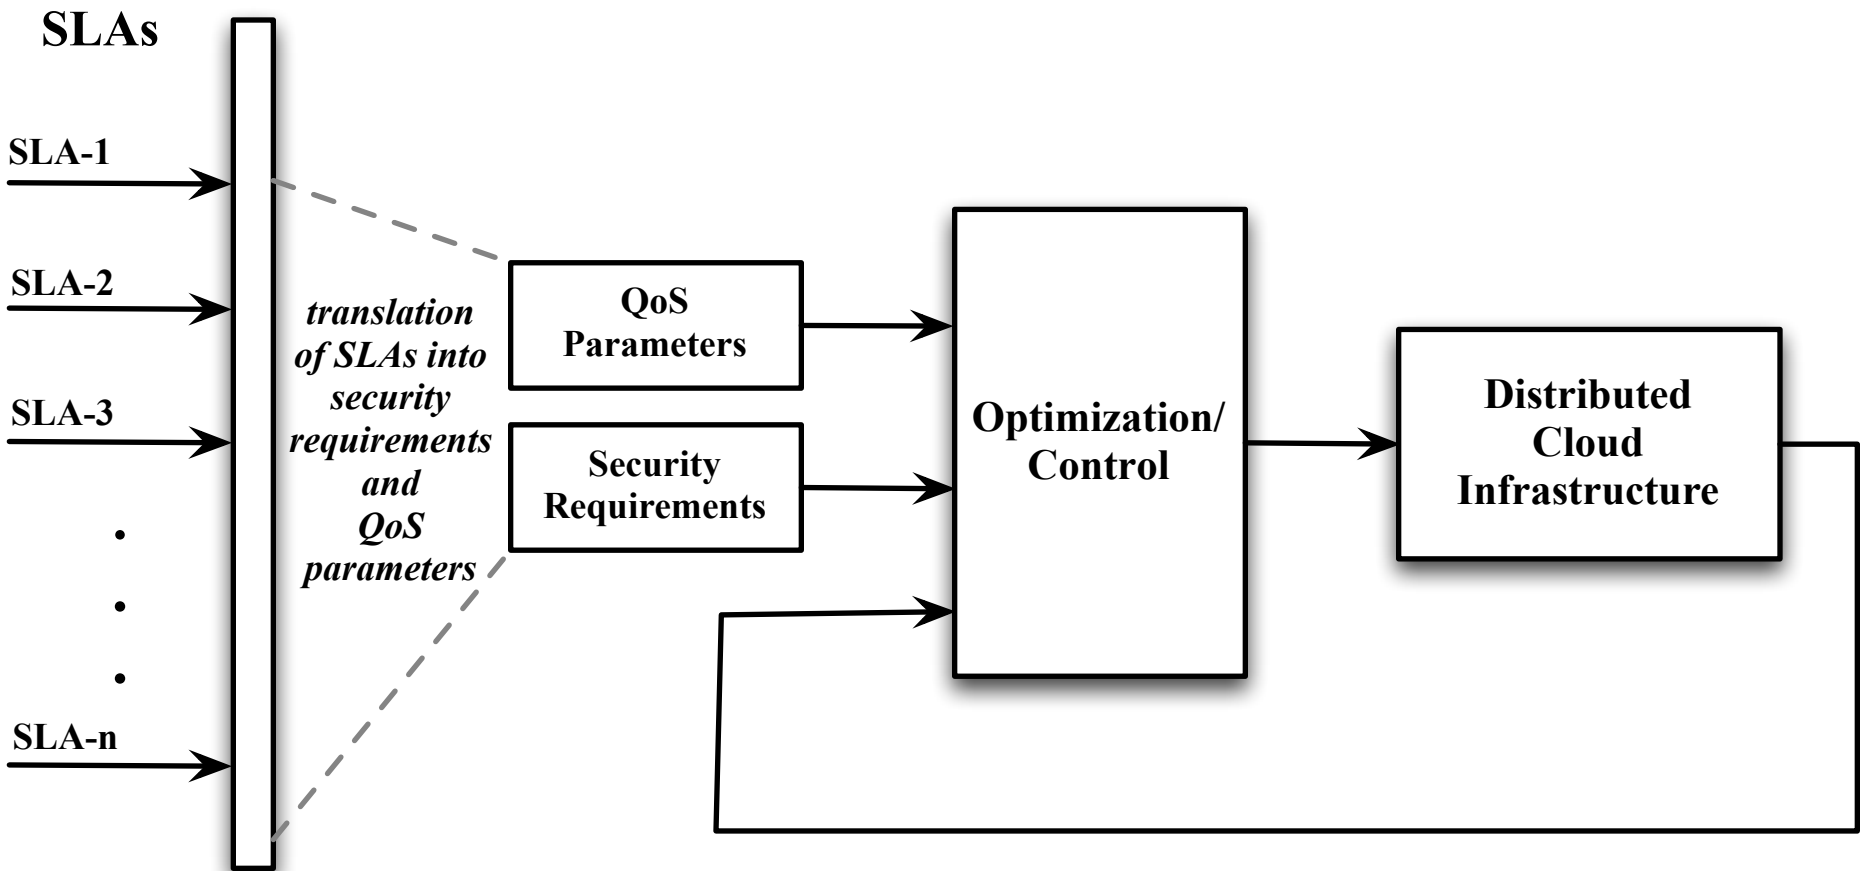 SLAs
SLA-1
SLA-2
SLA-3
SLA-n
translation
of SLAs into
security
requirements
and
QoS
parameters
QoS
Parameters
Security
Requirements
Optimization/
Control
Distributed
Cloud
Infrastructure